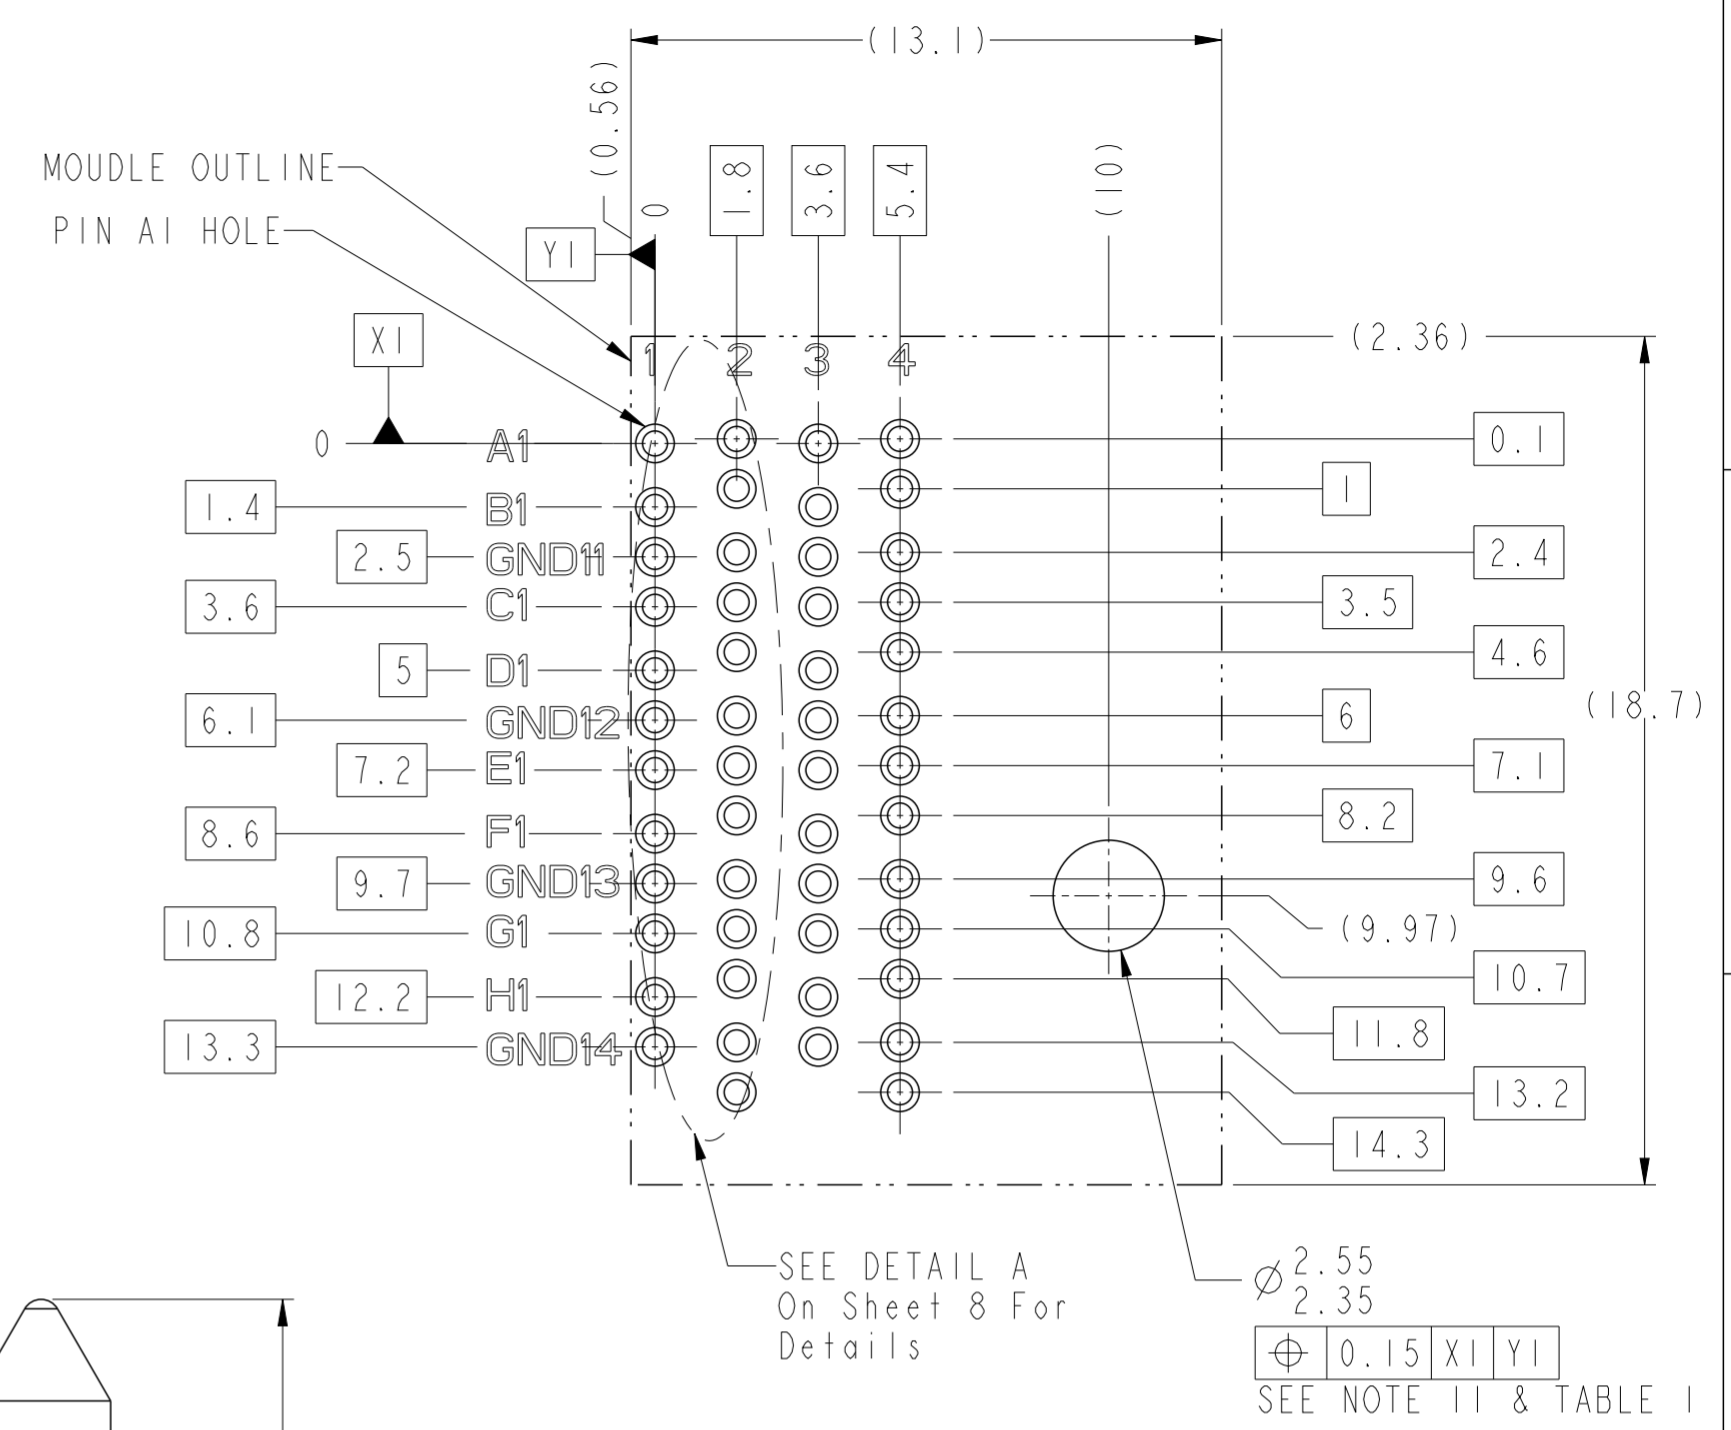 (13.1)
(0.56)
0
1.8
3.6
5.4
(10)
MOUDLE OUTLINE
PIN A1 HOLE
Y1
X1
(2.36)
1 2 3 4
0 A1 0.1
1
1.4 B1
2.5 GND11 2.4
3.6 C1 3.5
4.6
5 D1
(18.7)
6.1 GND12 6
7.2 E1 7.1
8.2
8.6 F1
9.7 GND13 9.6
(9.97)
10.8 G1
10.7
12.2 H1
11.8
13.3 GND14
13.2
14.3
SEE DETAIL A
On Sheet 8 For
Details
Ø 2.55
2.35
⌖ 0.15 X1 Y1
SEE NOTE 11 & TABLE 1